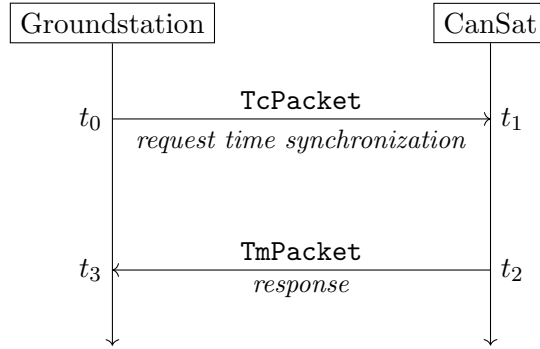 Groundstation
CanSat
TcPacket
t₀
t₁
request time synchronization
TmPacket
t₃
t₂
response